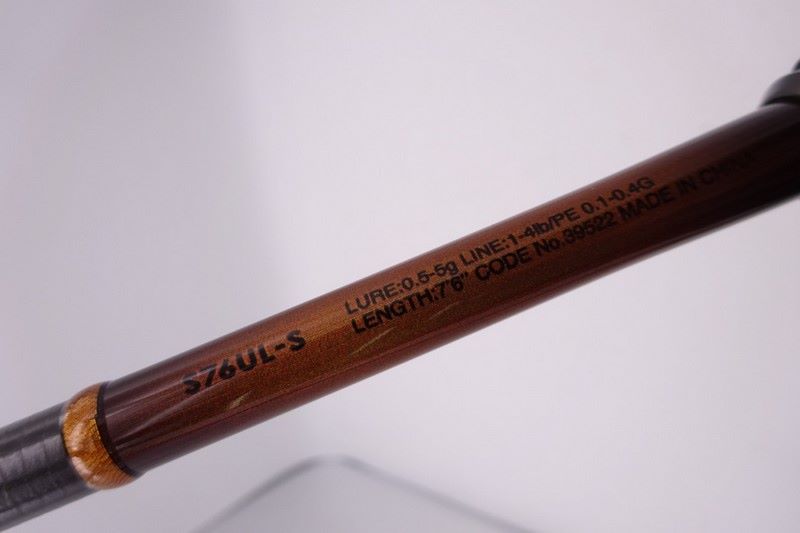 S76UL-S
LURE:0.5-5g LINE:1-4lb/PE 0.1-0.4G
LENGTH:7'6" CODE No.39522 MADE IN CHINA